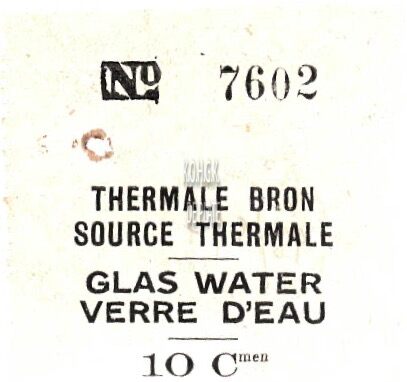 No 7602
THERMALE BRON
SOURCE THERMALE
GLAS WATER
VERRE D'EAU
10 Cmen